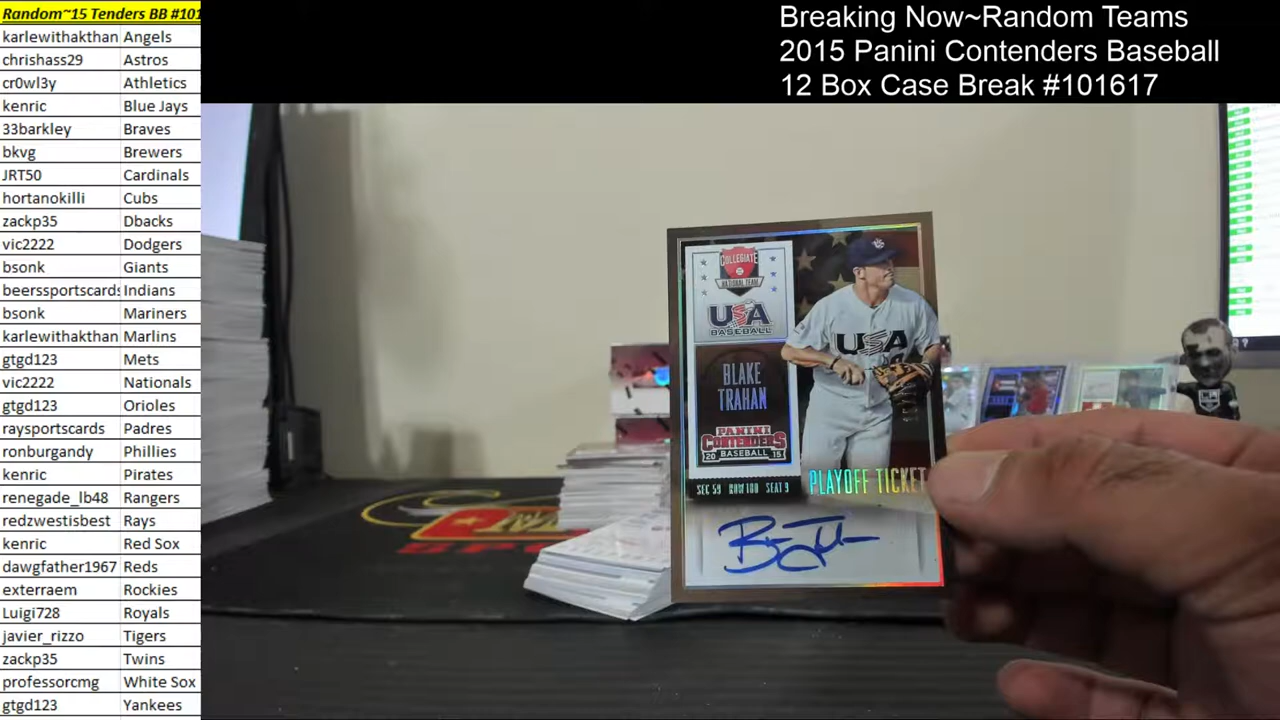 Random~15 Tenders BB #101
karlewithakthan Angels
chrishass29 Astros
cr0wl3y Athletics
kenric Blue Jays
33barkley Braves
bkvg Brewers
JRT50 Cardinals
hortanokilli Cubs
zackp35 Dbacks
vic2222 Dodgers
bsonk Giants
beerssportscards Indians
bsonk Mariners
karlewithakthan Marlins
gtgd123 Mets
vic2222 Nationals
gtgd123 Orioles
raysportscards Padres
ronburgandy Phillies
kenric Pirates
renegade_lb48 Rangers
redzwestisbest Rays
kenric Red Sox
dawgfather1967 Reds
exterraem Rockies
Luigi728 Royals
javier_rizzo Tigers
zackp35 Twins
professorcmg White Sox
gtgd123 Yankees
Breaking Now~Random Teams
2015 Panini Contenders Baseball
12 Box Case Break #101617
COLLEGIATE
NATIONAL TEAM
USA
BASEBALL
BLAKE
TRAHAN
PANINI
CONTENDERS
20 BASEBALL 15
SEC 59 ROW 100 SEAT 9
USA
PLAYOFF TICKET